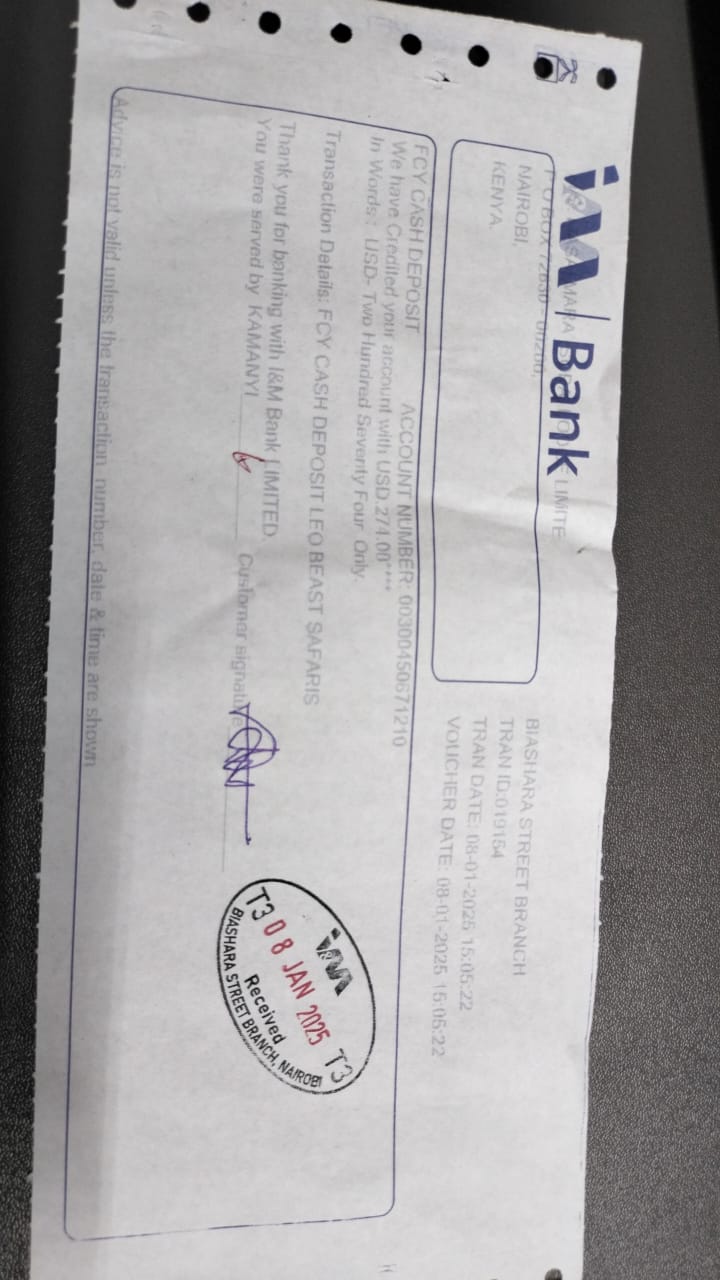 I&M | Bank
LIMITE
NAIROBI,
KENYA.
BIASHARA STREET BRANCH
TRAN ID:019154
TRAN DATE: 08-01-2025 15:05:22
VOUCHER DATE: 08-01-2025 15:05:22
FCY CASH DEPOSIT ACCOUNT NUMBER: 00300450671210
We have Credited your account with USD.274.00****
In Words : USD- Two Hundred Seventy Four Only.
Transaction Details: FCY CASH DEPOSIT LEO BEAST SAFARIS
Thank you for banking with I&M Bank LIMITED.
You were served by KAMANYI Customer signature
I&M
T3 08 JAN 2025 T3
Received
BIASHARA STREET BRANCH, NAIROBI
Advice is not valid unless the transaction number, date & time are shown